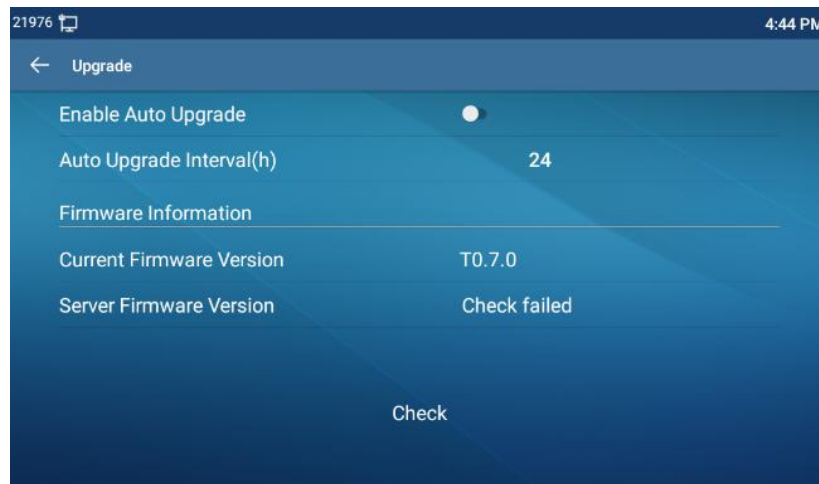 21976 4:44 PM
Upgrade
Enable Auto Upgrade
Auto Upgrade Interval(h) 24
Firmware Information
Current Firmware Version T0.7.0
Server Firmware Version Check failed
Check